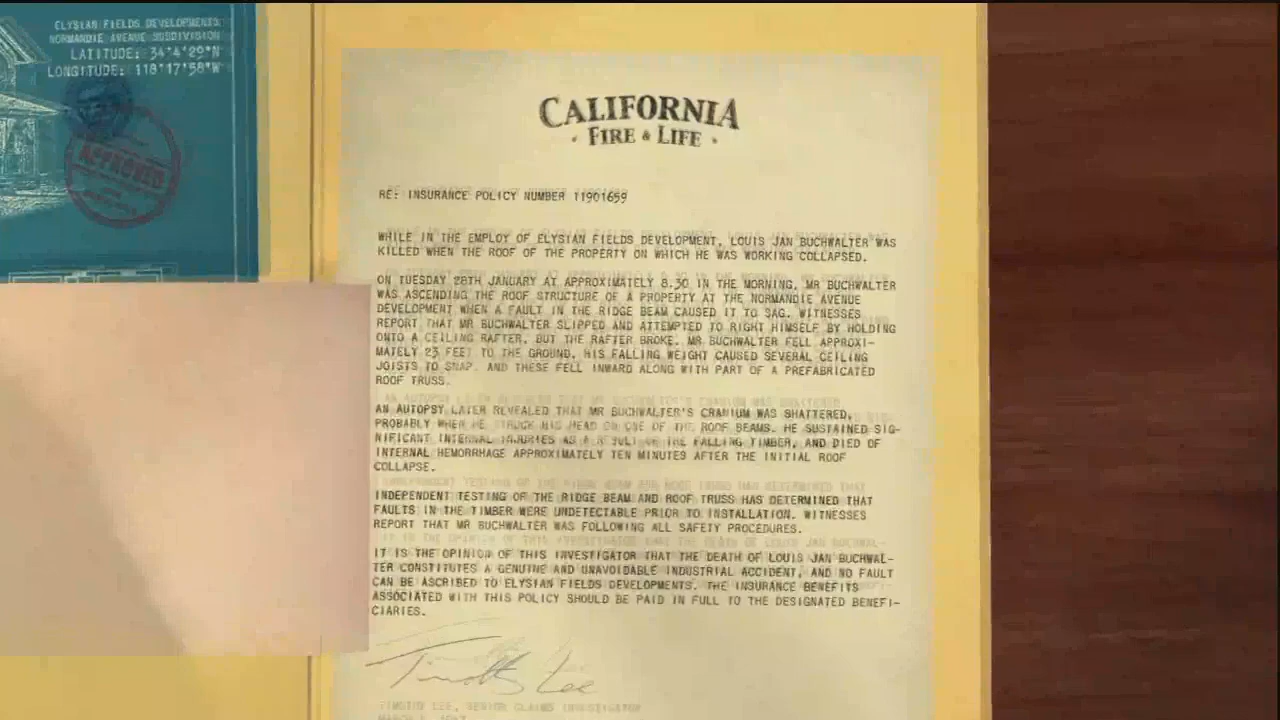 ELYSIAN FIELDS DEVELOPMENTS
NORMANDIE AVENUE SUBDIVISION
LATITUDE: 34°4'29"N
LONGITUDE: 118°17'58"W
APPROVED
CALIFORNIA
· FIRE & LIFE ·
RE: INSURANCE POLICY NUMBER 11901659
WHILE IN THE EMPLOY OF ELYSIAN FIELDS DEVELOPMENT, LOUIS JAN BUCHWALTER WAS
KILLED WHEN THE ROOF OF THE PROPERTY ON WHICH HE WAS WORKING COLLAPSED.
ON TUESDAY 28TH JANUARY AT APPROXIMATELY 8.30 IN THE MORNING, MR BUCHWALTER
WAS ASCENDING THE ROOF STRUCTURE OF A PROPERTY AT THE NORMANDIE AVENUE
DEVELOPMENT WHEN A FAULT IN THE RIDGE BEAM CAUSED IT TO SAG. WITNESSES
REPORT THAT MR BUCHWALTER SLIPPED AND ATTEMPTED TO RIGHT HIMSELF BY HOLDING
ONTO A CEILING RAFTER, BUT THE RAFTER BROKE. MR BUCHWALTER FELL APPROXI-
MATELY 23 FEET TO THE GROUND. HIS FALLING WEIGHT CAUSED SEVERAL CEILING
JOISTS TO SNAP, AND THESE FELL INWARD ALONG WITH PART OF A PREFABRICATED
ROOF TRUSS.
AN AUTOPSY LATER REVEALED THAT MR BUCHWALTER'S CRANIUM WAS SHATTERED,
PROBABLY WHEN HE STRUCK HIS HEAD ON ONE OF THE ROOF BEAMS. HE SUSTAINED SIG-
NIFICANT INTERNAL INJURIES AS A RESULT OF THE FALLING TIMBER, AND DIED OF
INTERNAL HEMORRHAGE APPROXIMATELY TEN MINUTES AFTER THE INITIAL ROOF
COLLAPSE.
INDEPENDENT TESTING OF THE RIDGE BEAM AND ROOF TRUSS HAS DETERMINED THAT
FAULTS IN THE TIMBER WERE UNDETECTABLE PRIOR TO INSTALLATION. WITNESSES
REPORT THAT MR BUCHWALTER WAS FOLLOWING ALL SAFETY PROCEDURES.
IT IS THE OPINION OF THIS INVESTIGATOR THAT THE DEATH OF LOUIS JAN BUCHWAL-
TER CONSTITUTES A GENUINE AND UNAVOIDABLE INDUSTRIAL ACCIDENT, AND NO FAULT
CAN BE ASCRIBED TO ELYSIAN FIELDS DEVELOPMENTS. THE INSURANCE BENEFITS
ASSOCIATED WITH THIS POLICY SHOULD BE PAID IN FULL TO THE DESIGNATED BENEFI-
CIARIES.
Timothy Lee
TIMOTHY LEE, SENIOR CLAIMS INVESTIGATOR